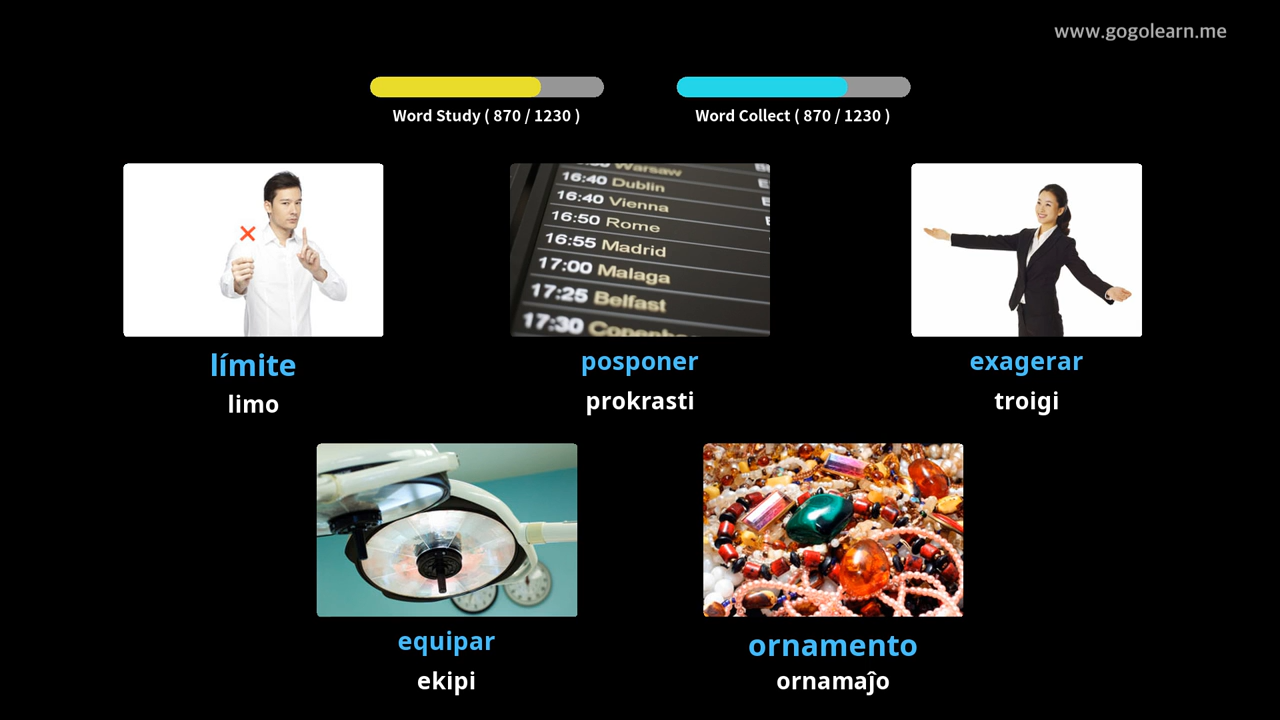 www.gogolearn.me
Word Study ( 870 / 1230 )
Word Collect ( 870 / 1230 )
Warsaw
16:40 Dublin
16:40 Vienna
16:50 Rome
16:55 Madrid
17:00 Malaga
17:25 Belfast
17:30
límite
posponer
exagerar
limo
prokrasti
troigi
equipar
ornamento
ekipi
ornamaĵo